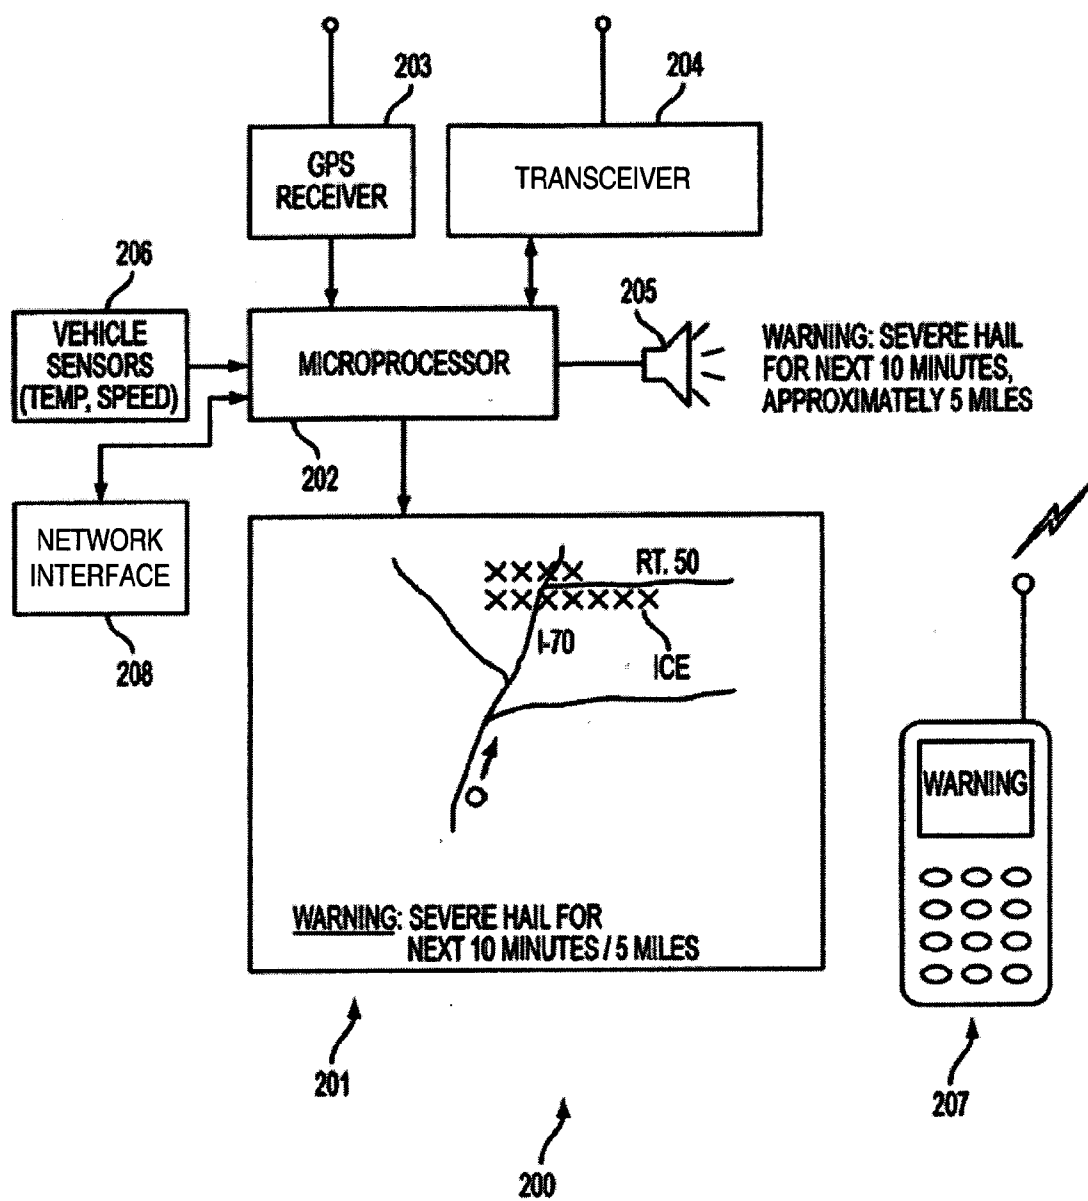 203
204
GPS
RECEIVER
TRANSCEIVER
206
205
VEHICLE
SENSORS
(TEMP, SPEED)
MICROPROCESSOR
WARNING: SEVERE HAIL
FOR NEXT 10 MINUTES,
APPROXIMATELY 5 MILES
202
NETWORK
INTERFACE
208
RT. 50
I-70
ICE
WARNING
WARNING: SEVERE HAIL FOR
NEXT 10 MINUTES / 5 MILES
201
207
200